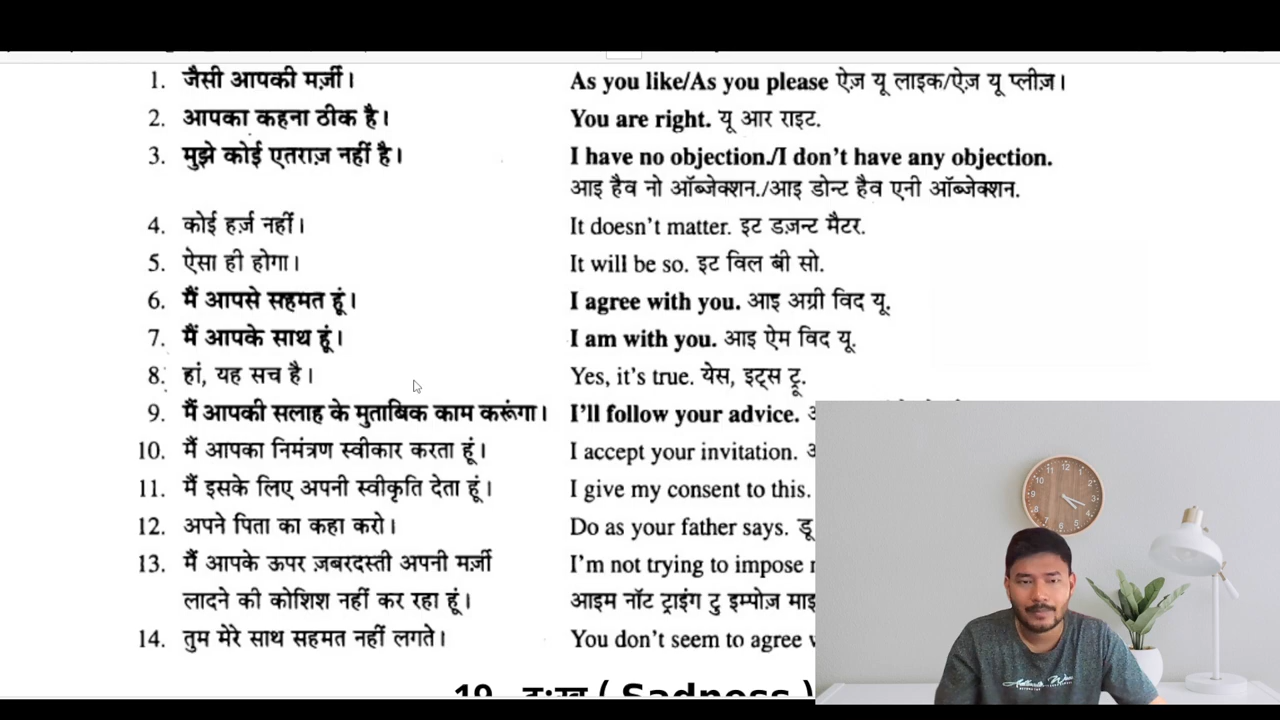 1. जैसी आपकी मर्ज़ी। As you like/As you please ऐज़ यू लाइक/ऐज़ यू प्लीज़।
2. आपका कहना ठीक है। You are right. यू आर राइट.
3. मुझे कोई एतराज़ नहीं है। I have no objection./I don't have any objection.
आइ हैव नो ऑब्जेक्शन./आइ डोन्ट हैव एनी ऑब्जेक्शन.
4. कोई हर्ज़ नहीं। It doesn't matter. इट डज़न्ट मैटर.
5. ऐसा ही होगा। It will be so. इट विल बी सो.
6. मैं आपसे सहमत हूं। I agree with you. आइ अग्री विद यू.
7. मैं आपके साथ हूं। I am with you. आइ ऐम विद यू.
8. हां, यह सच है। Yes, it's true. येस, इट्स ट्रू.
9. मैं आपकी सलाह के मुताबिक काम करूंगा। I'll follow your advice.
10. मैं आपका निमंत्रण स्वीकार करता हूं। I accept your invitation.
11. मैं इसके लिए अपनी स्वीकृति देता हूं। I give my consent to this.
12. अपने पिता का कहा करो। Do as your father says. डू
13. मैं आपके ऊपर ज़बरदस्ती अपनी मर्ज़ी I'm not trying to impose
लादने की कोशिश नहीं कर रहा हूं। आइम नॉट ट्राइंग टु इम्पोज़ माइ
14. तुम मेरे साथ सहमत नहीं लगते। You don't seem to agree
19. दुःख ( Sadness )